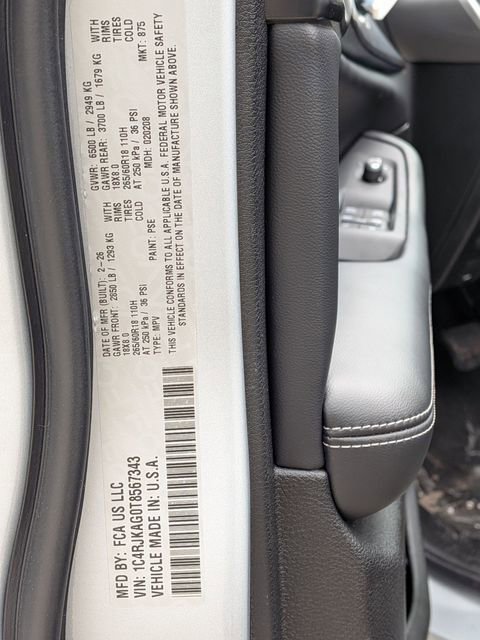 MFD BY: FCA US LLC
VIN: 1C4RJKAG0T8567343
VEHICLE MADE IN: U.S.A.
DATE OF MFR (BUILT): 2-26 GVWR: 6500 LB / 2949 KG
GAWR FRONT: 2850 LB / 1293 KG WITH GAWR REAR: 3700 LB / 1679 KG WITH
18X8.0 RIMS 18X8.0 RIMS
265/60R18 110H TIRES 265/60R18 110H TIRES
AT 250 kPa / 36 PSI COLD AT 250 kPa / 36 PSI COLD
TYPE: MPV PAINT: PSE MDH: 020208 MKT: 875
THIS VEHICLE CONFORMS TO ALL APPLICABLE U.S.A. FEDERAL MOTOR VEHICLE SAFETY
STANDARDS IN EFFECT ON THE DATE OF MANUFACTURE SHOWN ABOVE.